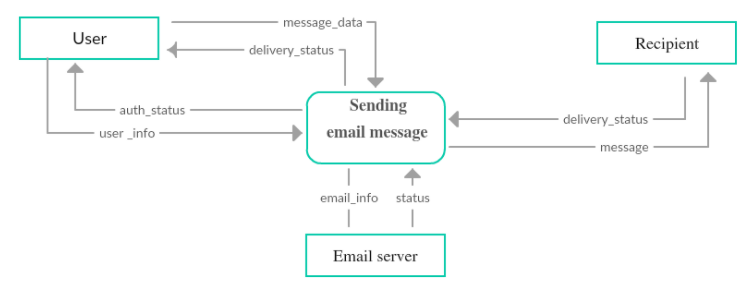 message_data
User
delivery_status
Recipient
Sending
email message
auth_status
user _info
delivery_status
message
email_info
status
Email server